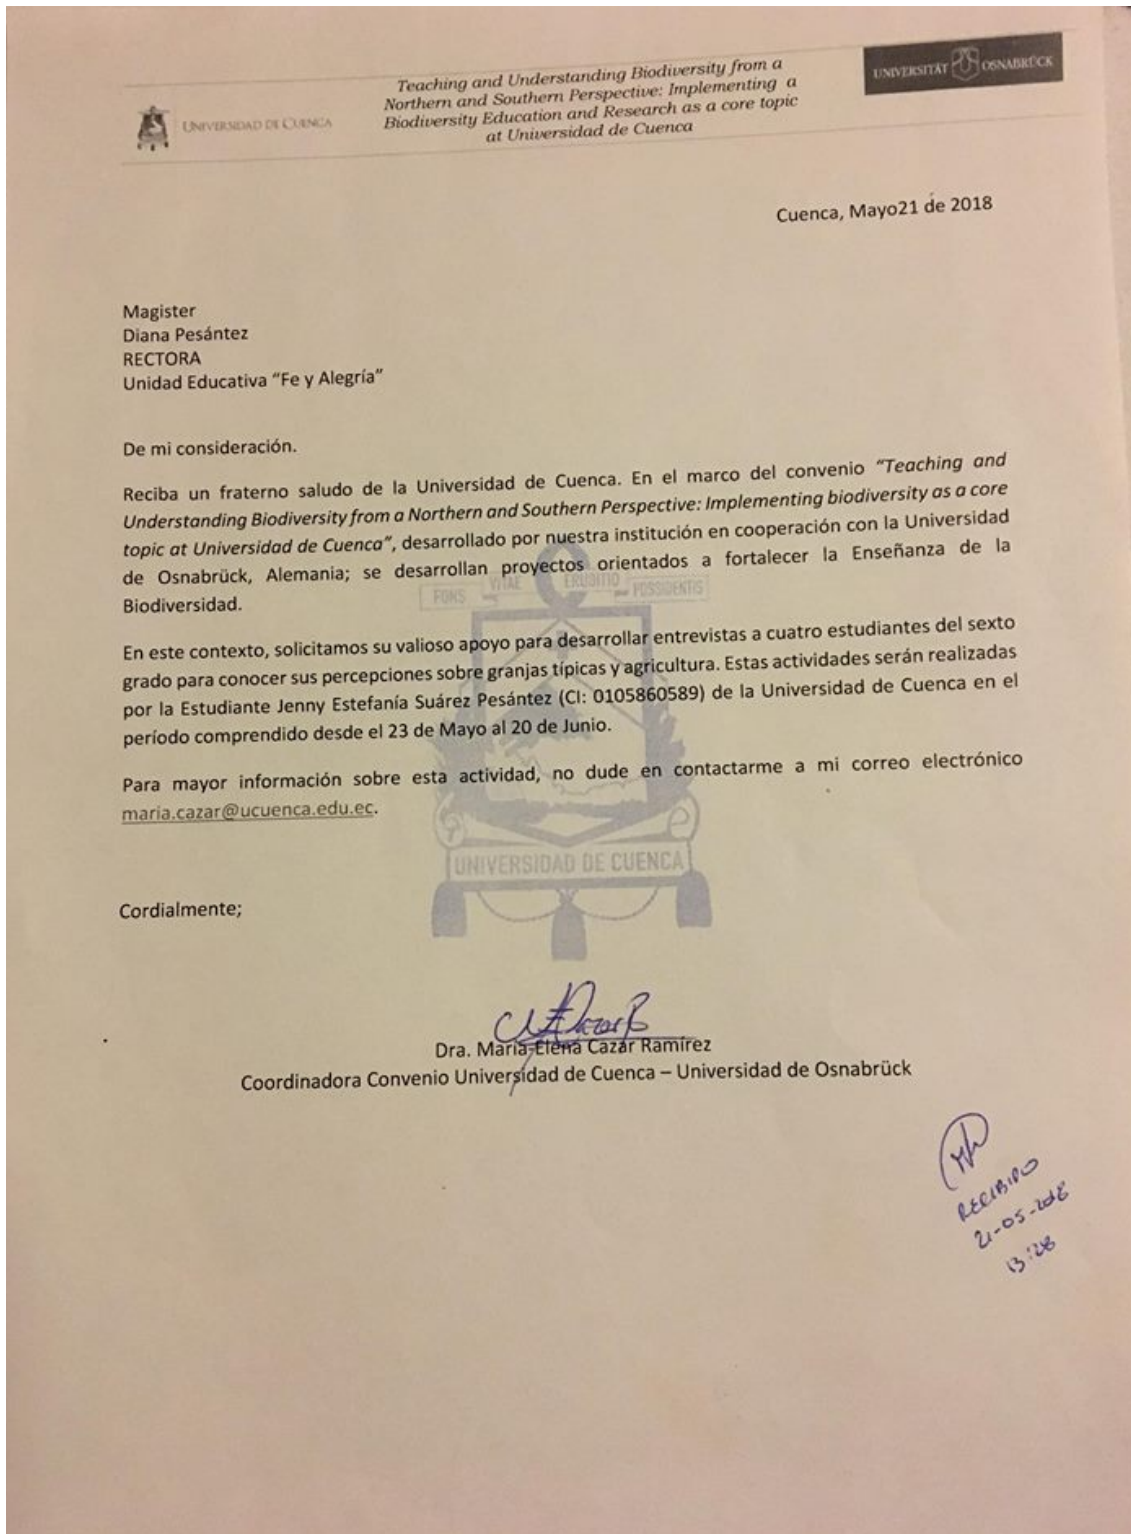 UNIVERSIDAD DE CUENCA
Teaching and Understanding Biodiversity from a
Northern and Southern Perspective: Implementing a
Biodiversity Education and Research as a core topic
at Universidad de Cuenca
UNIVERSITÄT OSNABRÜCK
Cuenca, Mayo21 de 2018
Magister
Diana Pesántez
RECTORA
Unidad Educativa “Fe y Alegría”
De mi consideración.
Reciba un fraterno saludo de la Universidad de Cuenca. En el marco del convenio “Teaching and
Understanding Biodiversity from a Northern and Southern Perspective: Implementing biodiversity as a core
topic at Universidad de Cuenca”, desarrollado por nuestra institución en cooperación con la Universidad
de Osnabrück, Alemania; se desarrollan proyectos orientados a fortalecer la Enseñanza de la
Biodiversidad.
FONS VITAE ERUDITIO POSSIDENTIS
En este contexto, solicitamos su valioso apoyo para desarrollar entrevistas a cuatro estudiantes del sexto
grado para conocer sus percepciones sobre granjas típicas y agricultura. Estas actividades serán realizadas
por la Estudiante Jenny Estefanía Suárez Pesántez (CI: 0105860589) de la Universidad de Cuenca en el
período comprendido desde el 23 de Mayo al 20 de Junio.
Para mayor información sobre esta actividad, no dude en contactarme a mi correo electrónico
maria.cazar@ucuenca.edu.ec.
UNIVERSIDAD DE CUENCA
Cordialmente;
Dra. María Elena Cazar Ramírez
Coordinadora Convenio Universidad de Cuenca – Universidad de Osnabrück
RECIBIDO
21-05-2018
13:28